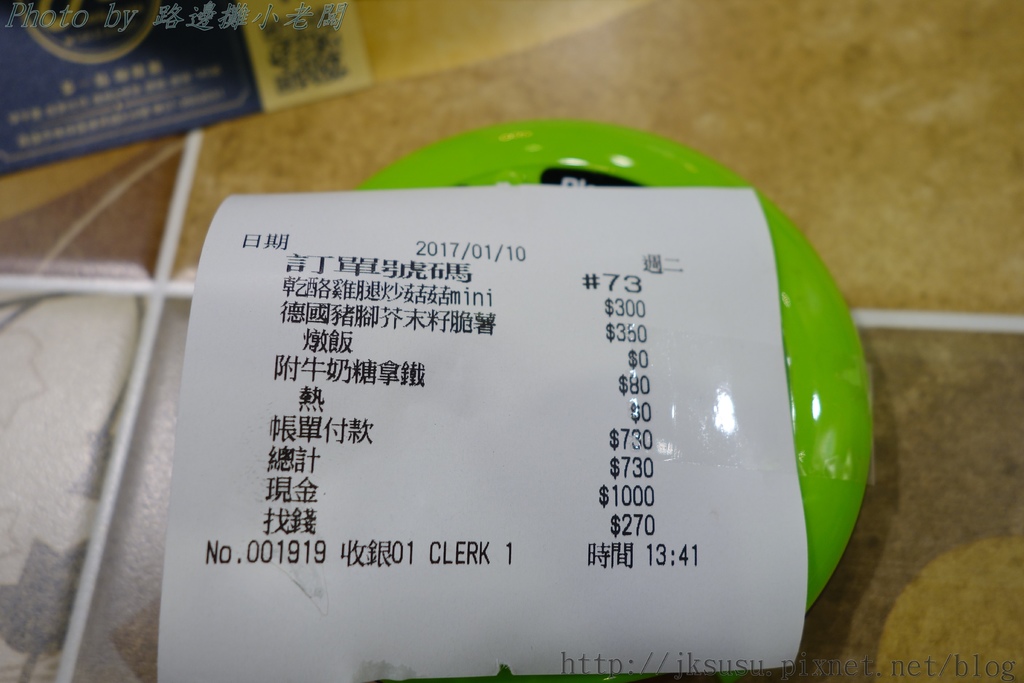 Photo by 路邊攤小老闆
日期 2017/01/10 週二
訂單號碼 #73
乾酪雞腿炒菇菇mini $300
德國豬腳芥末籽脆薯 $350
燉飯 $0
附牛奶糖拿鐵 $80
熱 $0
帳單付款 $730
總計 $730
現金 $1000
找錢 $270
No.001919 收銀01 CLERK 1 時間 13:41
http://jksusu.pixnet.net/blog